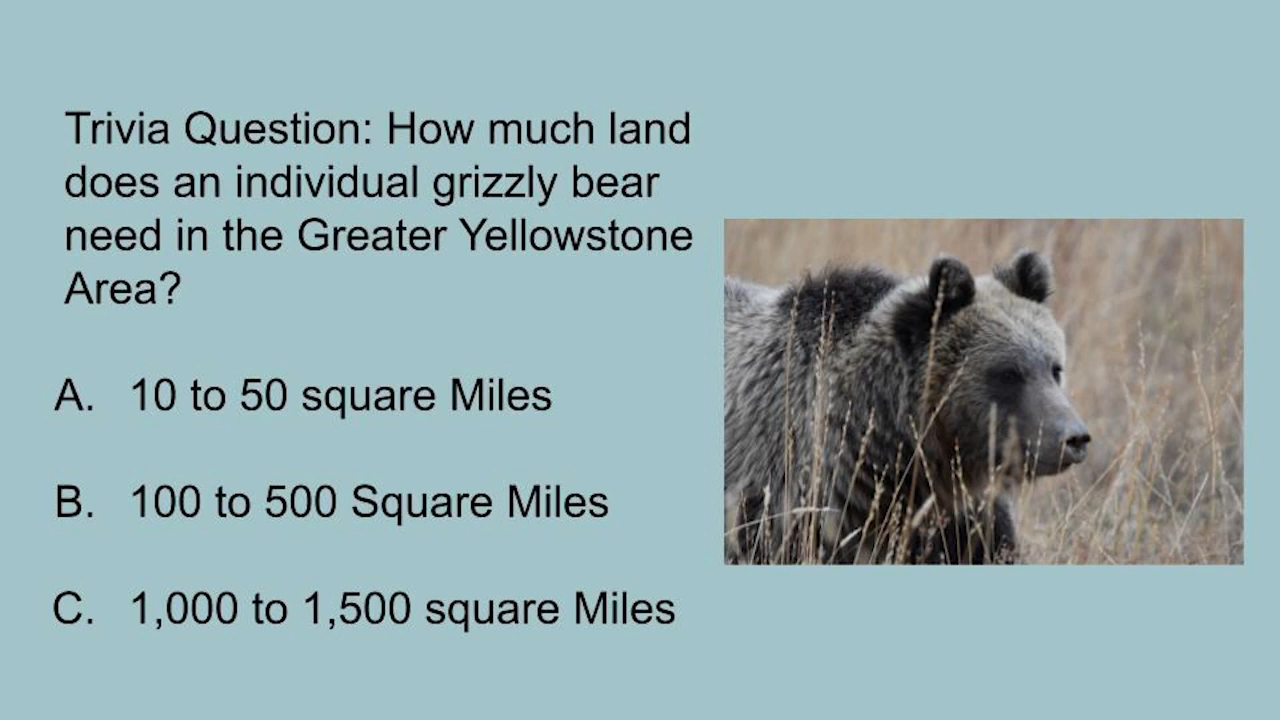 Trivia Question: How much land
does an individual grizzly bear
need in the Greater Yellowstone
Area?
A. 10 to 50 square Miles
B. 100 to 500 Square Miles
C. 1,000 to 1,500 square Miles